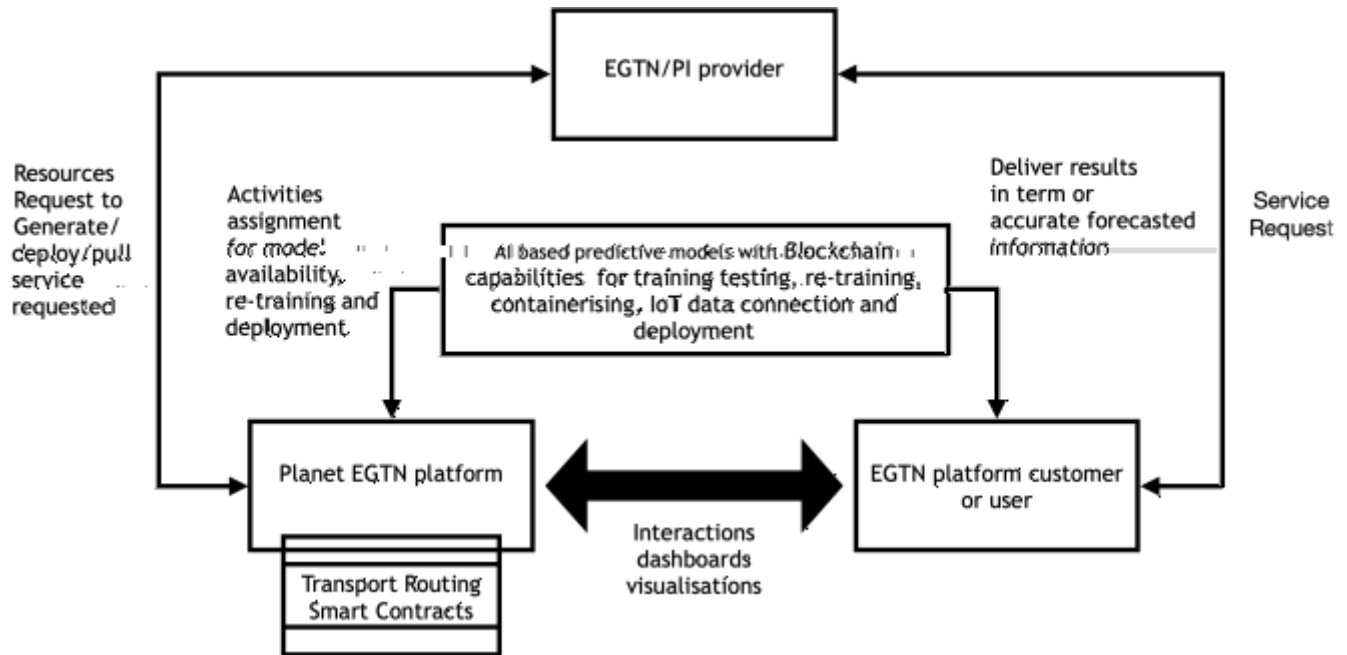 EGTN/PI provider
Resources
Request to
Generate/
deploy/pull
service
requested
Activities
assignment
for model
availability,
re-training and
deployment.
Deliver results
in term or
accurate forecasted
information
Service
Request
AI based predictive models with Blockchain
capabilities for training testing, re-training,
containerising, IoT data connection and
deployment
Planet EGTN platform
EGTN platform customer
or user
Interactions
dashboards
visualisations
Transport Routing
Smart Contracts